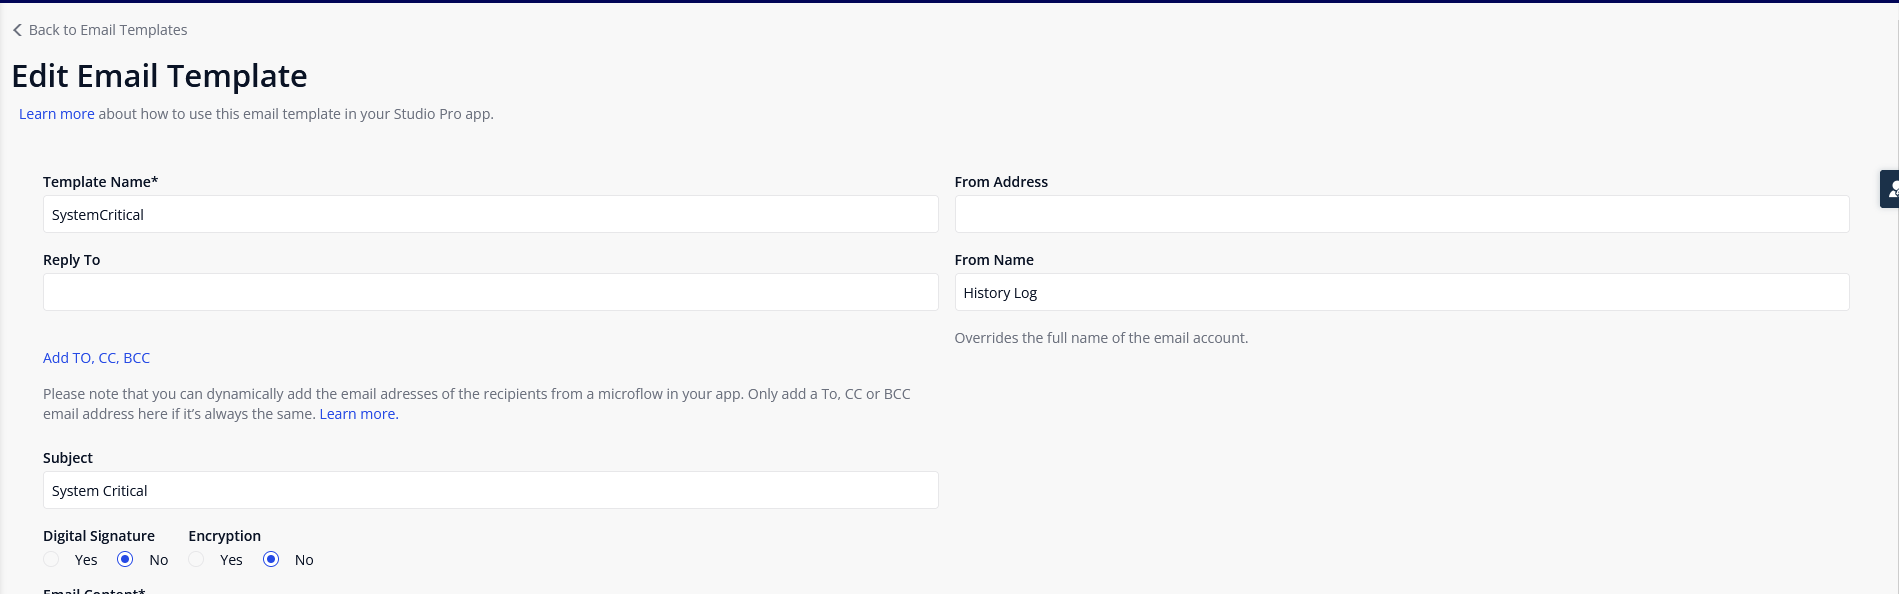 Back to Email Templates
Edit Email Template
Learn more about how to use this email template in your Studio Pro app.
Template Name*
From Address
SystemCritical
Reply To
From Name
History Log
Overrides the full name of the email account.
Add TO, CC, BCC
Please note that you can dynamically add the email adresses of the recipients from a microflow in your app. Only add a To, CC or BCC
email address here if it's always the same. Learn more.
Subject
System Critical
Digital Signature Encryption
Yes No Yes No
Email Content*